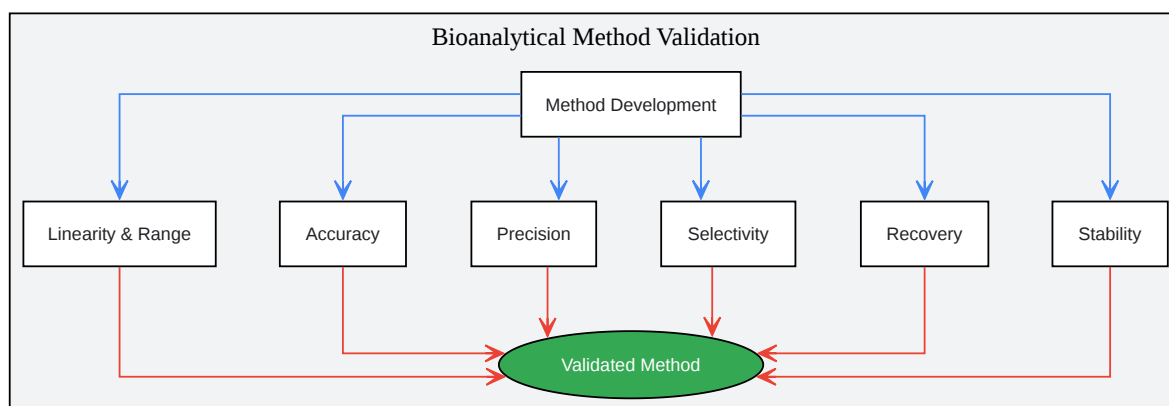 Bioanalytical Method Validation
Method Development
Linearity & Range
Accuracy
Precision
Selectivity
Recovery
Stability
Validated Method